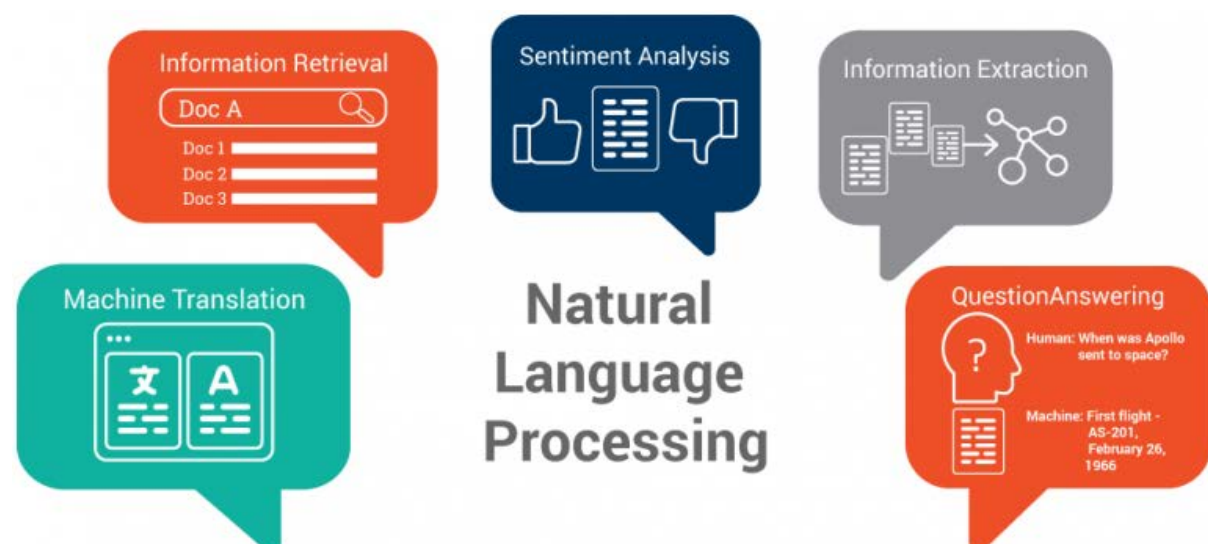 Information Retrieval
Doc A
Doc 1
Doc 2
Doc 3
Sentiment Analysis
Information Extraction
Machine Translation
文
A
Natural
Language
Processing
QuestionAnswering
?
Human: When was Apollo
sent to space?
Machine: First flight -
AS-201,
February 26,
1966